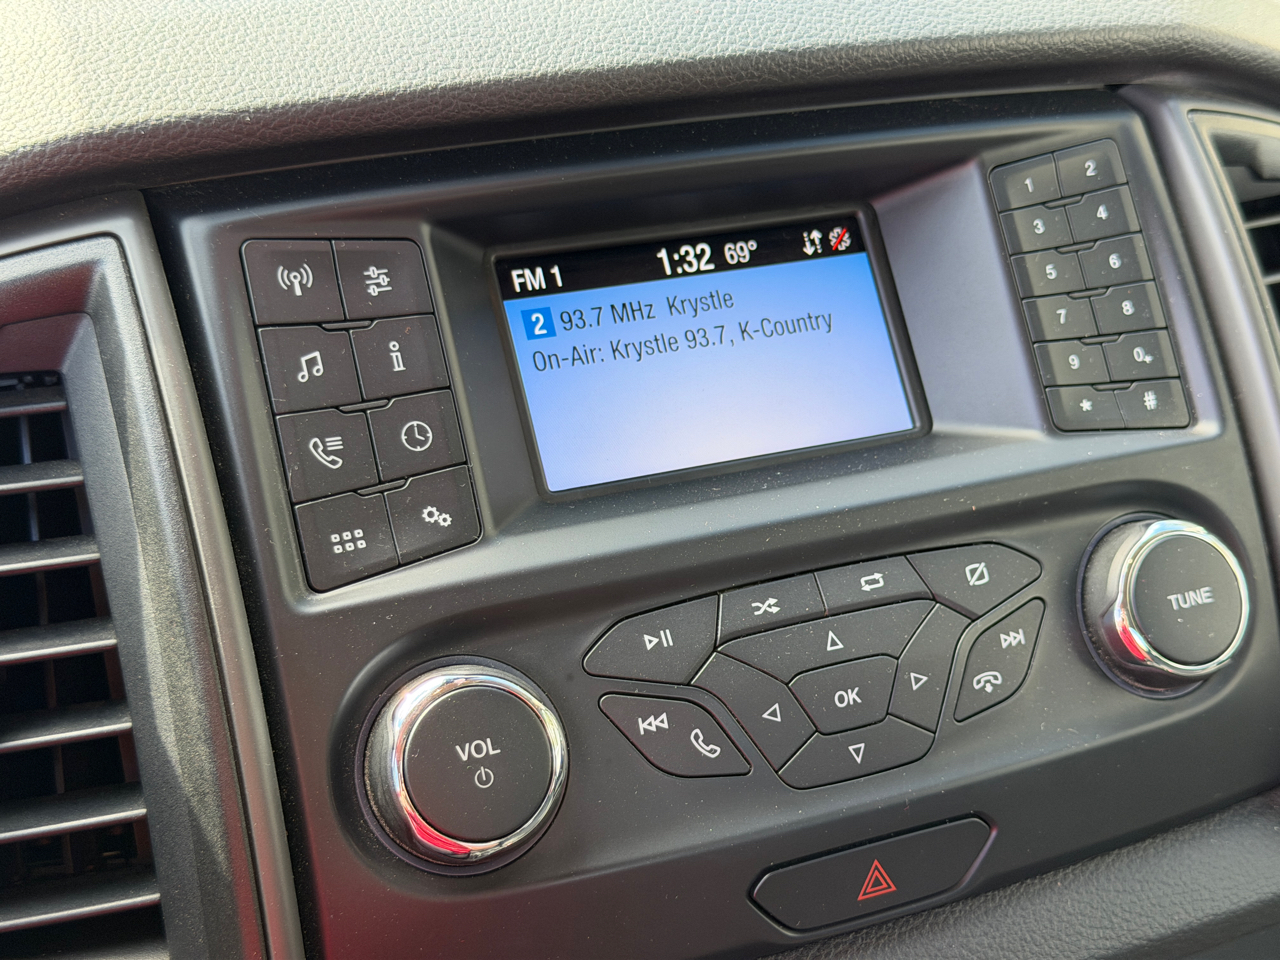 FM 1 1:32 69°
2 93.7 MHz Krystle
On-Air: Krystle 93.7, K-Country
1 2
3 4
5 6
7 8
9 0+
* #
VOL
OK
TUNE